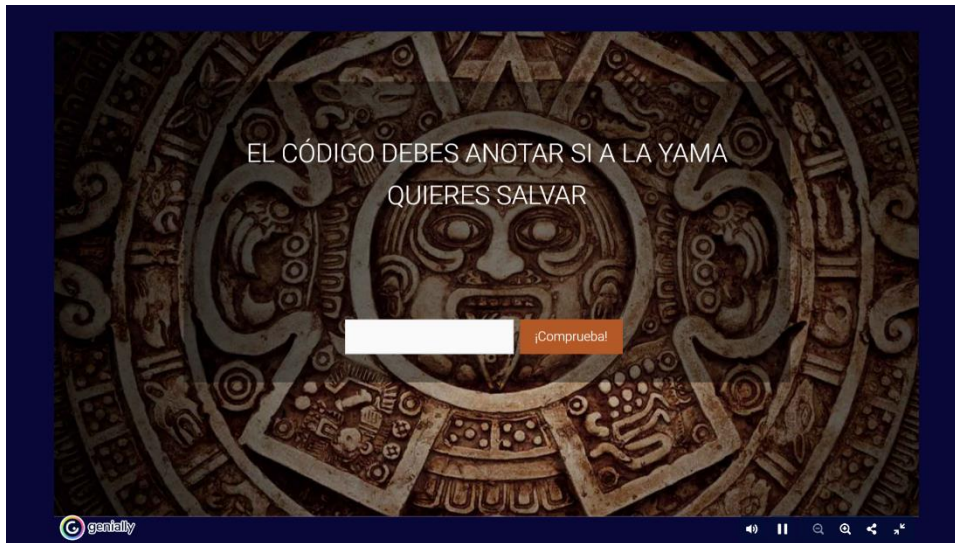 EL CÓDIGO DEBES ANOTAR SI A LA YAMA
QUIERES SALVAR
¡Comprueba!
genially